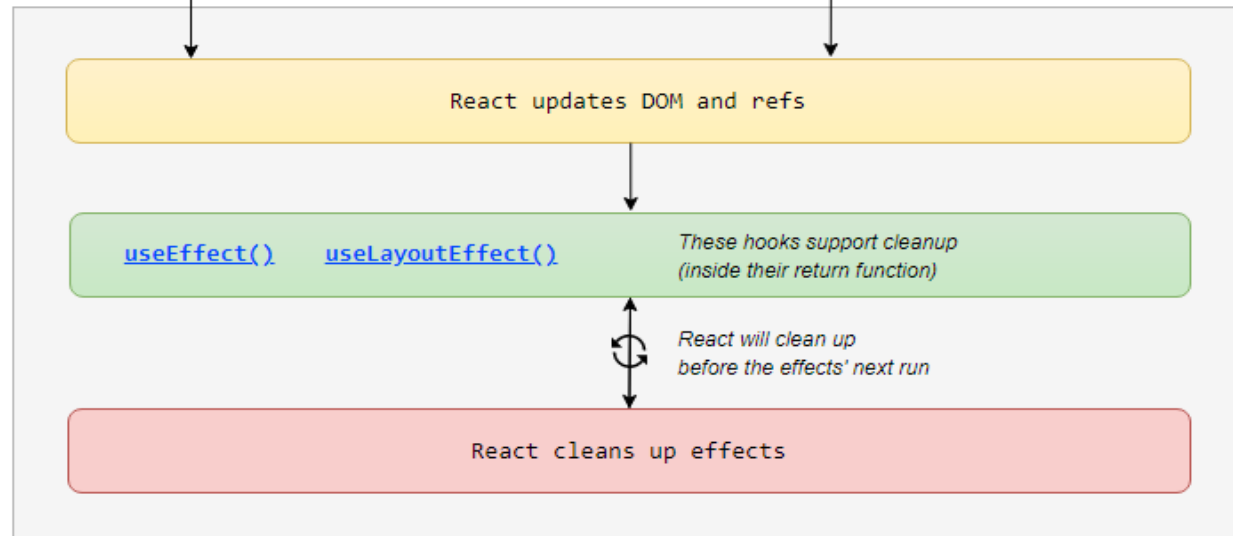 React updates DOM and refs
useEffect() useLayoutEffect() These hooks support cleanup
(inside their return function)
React will clean up
before the effects' next run
React cleans up effects